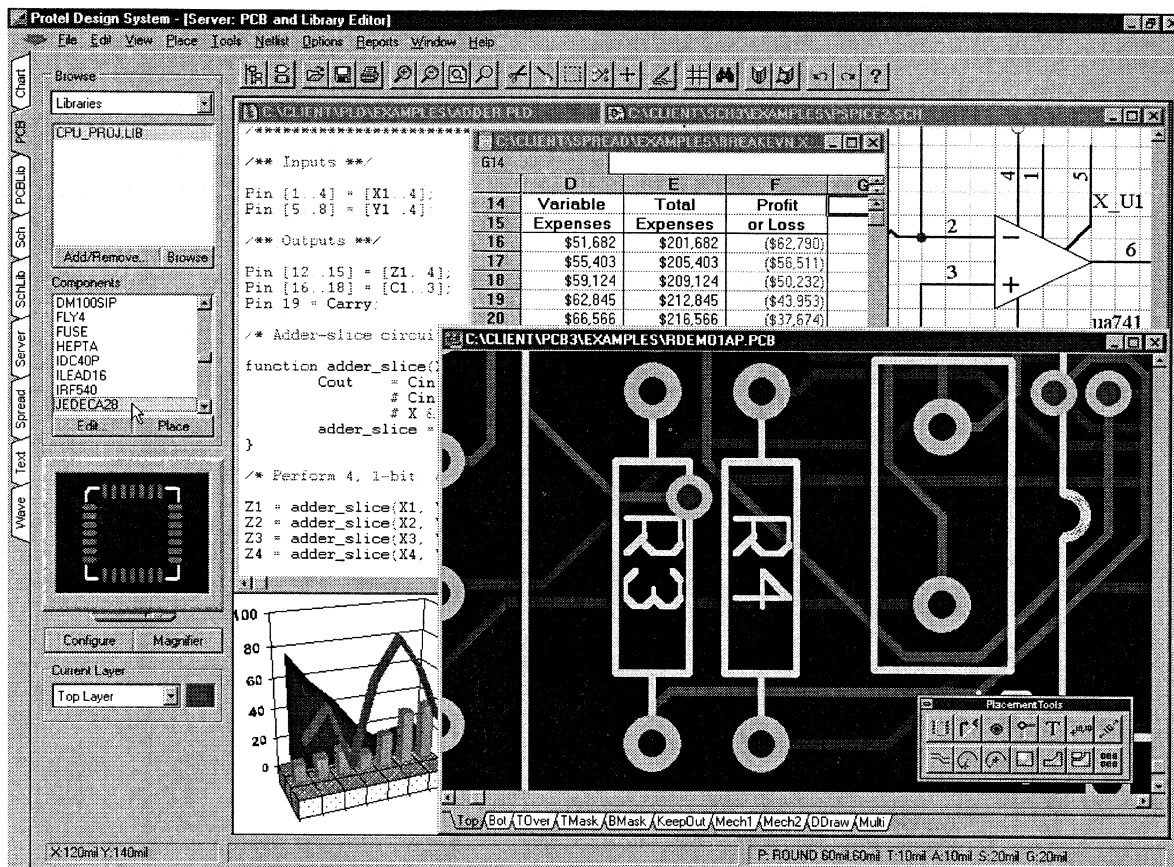 Protel Design System - [Server: PCB and Library Editor]
File Edit View Place Tools Netlist Options Reports Window Help
Chart
PCB
PCBLib
Sch
SchLib
Server
Spread
Text
Wave
Browse
Libraries
CPU_PROJ.LIB
Add/Remove... Browse
Components
DM100SIP
FLY4
FUSE
HEPTA
IDC40P
ILEAD16
IRF540
JEDECA28
Edit... Place
Configure Magnifier
Current Layer
Top Layer
X:120mil Y:140mil
C:\CLIENT\PLD\EXAMPLES\ADDER.PLD
/** Inputs **/
Pin [1..4] = [X1..4];
Pin [5..8] = [Y1..4]
/** Outputs **/
Pin [12..15] = [Z1..4];
Pin [16..18] = [C1..3];
Pin 19 = Carry;
/* Adder-slice circui
function adder_slice(X
Cout = Cin
# Cin
# X &
adder_slice =
}
/* Perform 4, 1-bit
Z1 = adder_slice(X1,
Z2 = adder_slice(X2,
Z3 = adder_slice(X3,
Z4 = adder_slice(X4,
C:\CLIENT\SCH3\EXAMPLES\PSPICE2.SCH
4 1 5
X_U1
2 6
3
ua741
C:\CLIENT\SPREAD\EXAMPLES\BREAKEVN.X
G14
D E F G
14 Variable Total Profit
15 Expenses Expenses or Loss
16 $51,682 $201,682 ($62,790)
17 $55,403 $205,403 ($56,511)
18 $59,124 $209,124 ($50,232)
19 $62,845 $212,845 ($43,953)
20 $66,566 $216,566 ($37,674)
100
80
60
40
20
0
C:\CLIENT\PCB3\EXAMPLES\RDEMO1AP.PCB
R3
R4
PlacementTools
T
+10,10
Top Bot TOver TMask BMask KeepOut Mech1 Mech2 DDraw Multi
P: ROUND 60mil,60mil T:10mil A:10mil S:20mil G:20mil